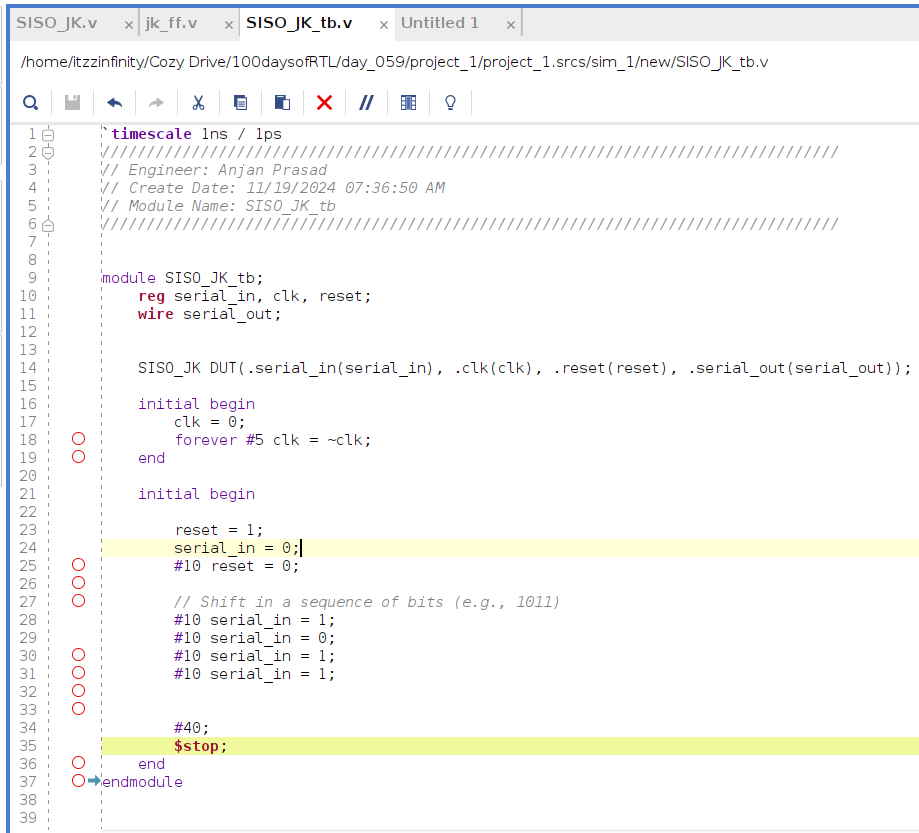 SISO_JK.v × jk_ff.v × SISO_JK_tb.v × Untitled 1 ×
/home/itzzinfinity/Cozy Drive/100daysofRTL/day_059/project_1/project_1.srcs/sim_1/new/SISO_JK_tb.v
1 `timescale 1ns / 1ps
2 //////////////////////////////////////////////////////////////////////////////////
3 // Engineer: Anjan Prasad
4 // Create Date: 11/19/2024 07:36:50 AM
5 // Module Name: SISO_JK_tb
6 //////////////////////////////////////////////////////////////////////////////////
7
8
9 module SISO_JK_tb;
10 reg serial_in, clk, reset;
11 wire serial_out;
12
13
14 SISO_JK DUT(.serial_in(serial_in), .clk(clk), .reset(reset), .serial_out(serial_out));
15
16 initial begin
17 clk = 0;
18 forever #5 clk = ~clk;
19 end
20
21 initial begin
22
23 reset = 1;
24 serial_in = 0;
25 #10 reset = 0;
26
27 // Shift in a sequence of bits (e.g., 1011)
28 #10 serial_in = 1;
29 #10 serial_in = 0;
30 #10 serial_in = 1;
31 #10 serial_in = 1;
32
33
34 #40;
35 $stop;
36 end
37 endmodule
38
39